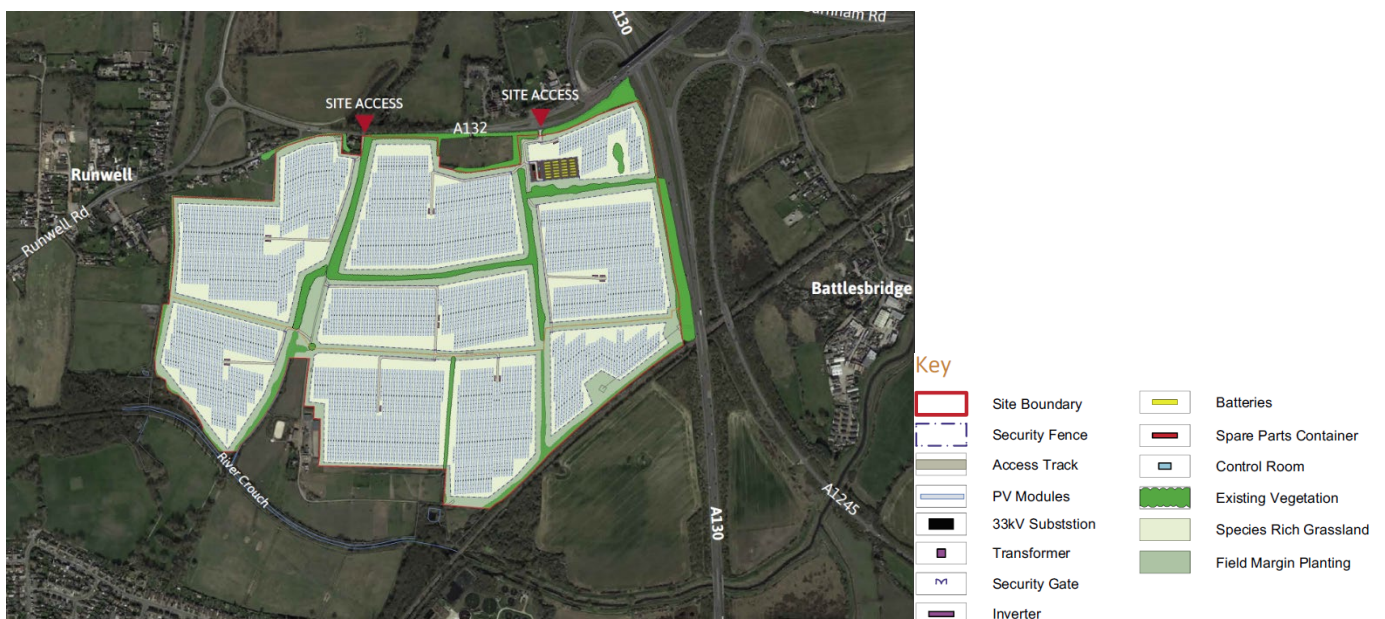 A130
Burnham Rd
SITE ACCESS
SITE ACCESS
A132
Runwell
Runwell Rd
Battlesbridge
River Crouch
A130
A1245
Key
Site Boundary
Security Fence
Access Track
PV Modules
33kV Subststion
Transformer
Security Gate
Inverter
Batteries
Spare Parts Container
Control Room
Existing Vegetation
Species Rich Grassland
Field Margin Planting